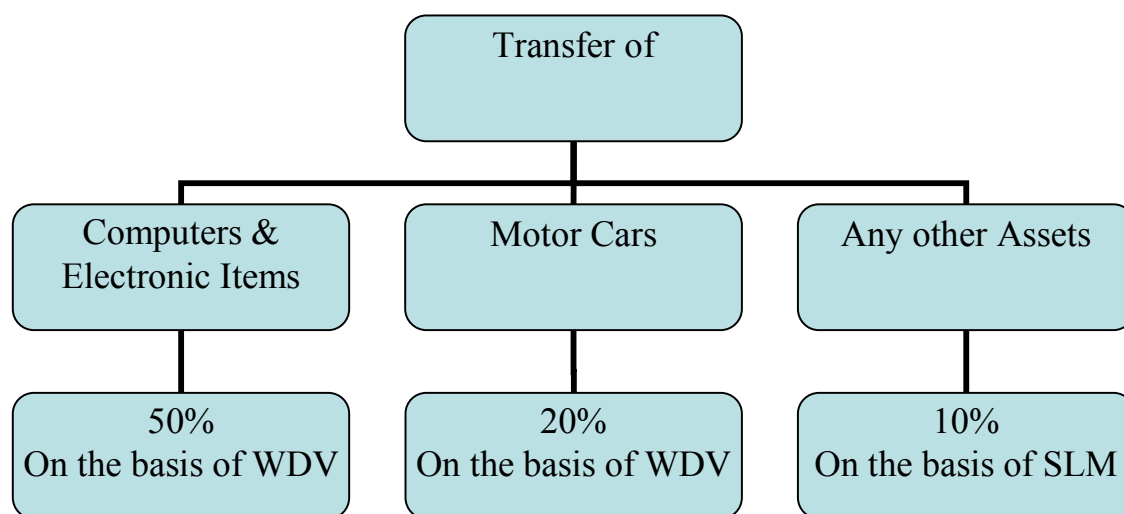 Transfer of
Computers &
Electronic Items
Motor Cars
Any other Assets
50%
On the basis of WDV
20%
On the basis of WDV
10%
On the basis of SLM